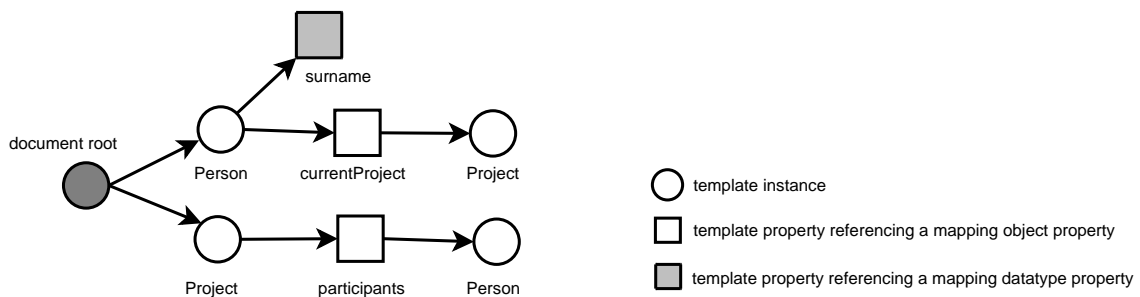 surname
document root
Person
currentProject
Project
template instance
template property referencing a mapping object property
Project
participants
Person
template property referencing a mapping datatype property